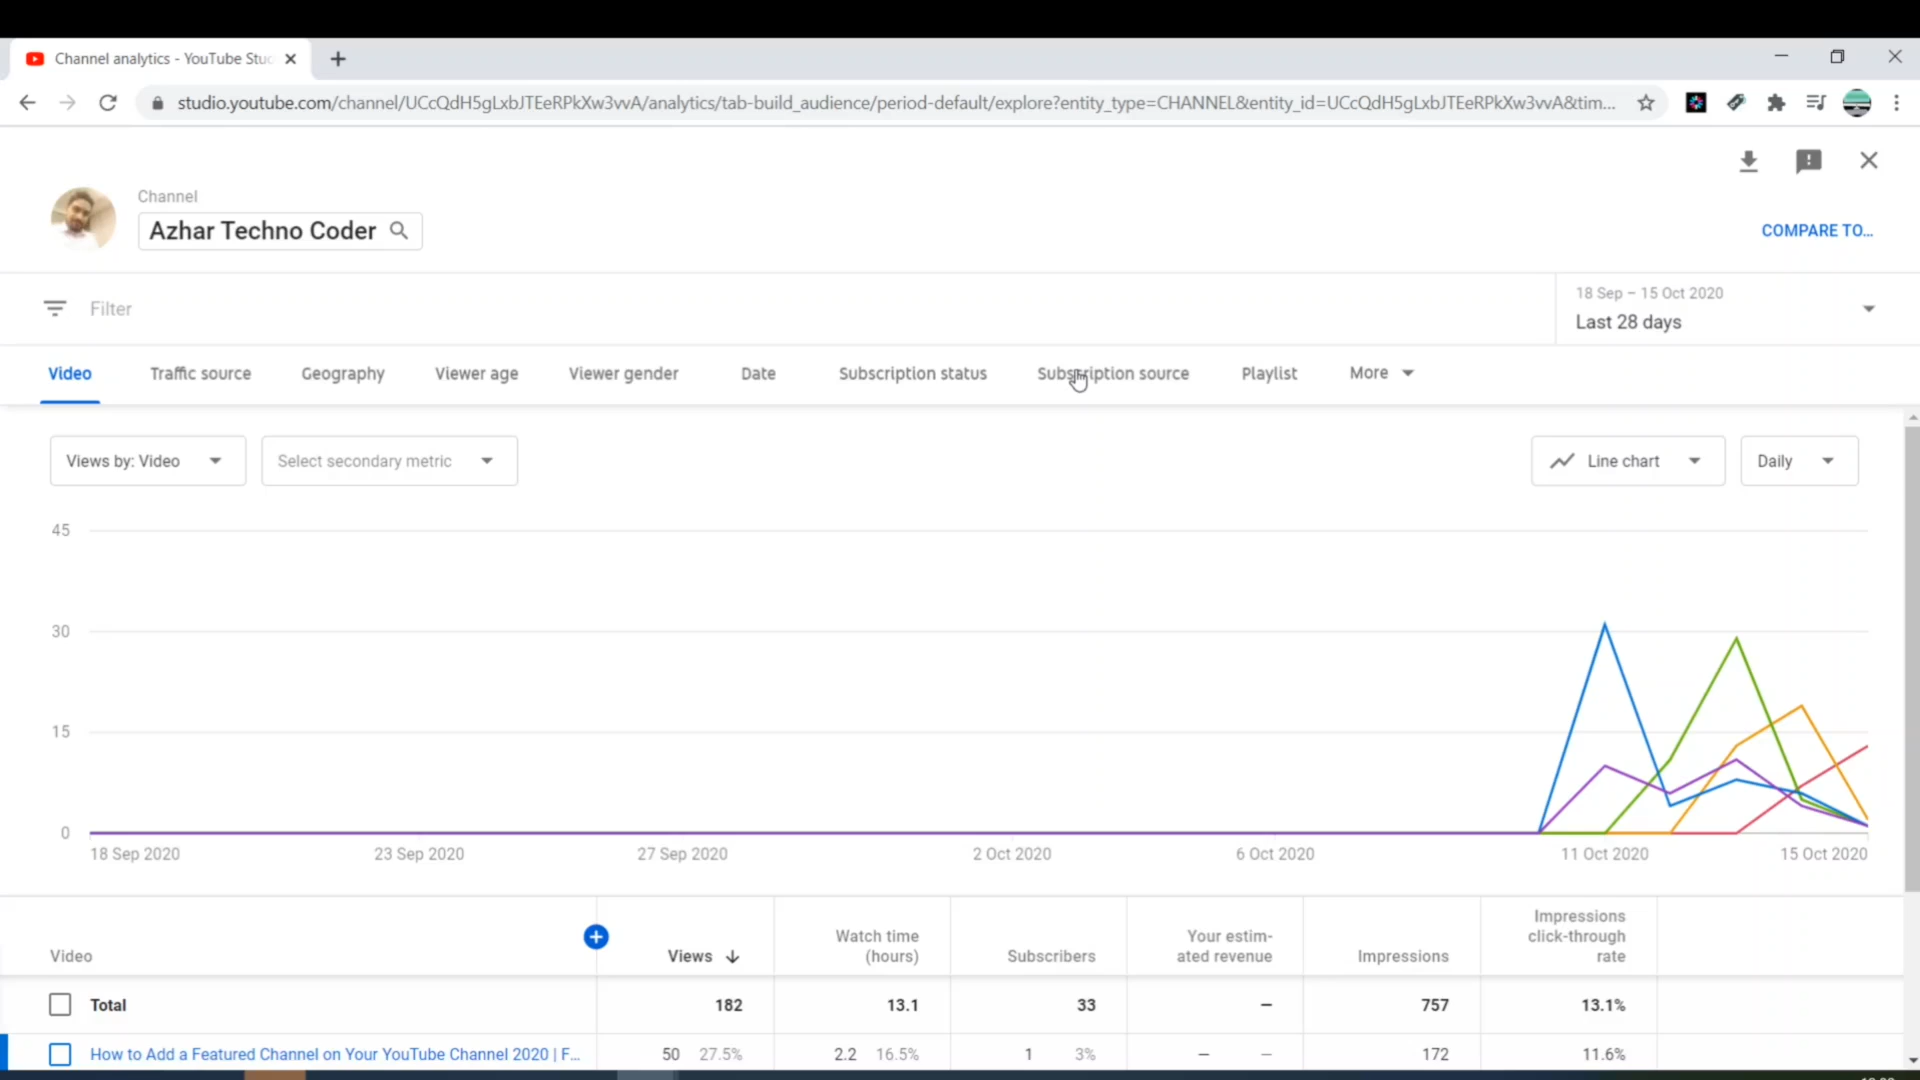 Channel analytics - YouTube Stu
studio.youtube.com/channel/UCcQdH5gLxbJTEeRPkXw3vvA/analytics/tab-build_audience/period-default/explore?entity_type=CHANNEL&entity_id=UCcQdH5gLxbJTEeRPkXw3vvA&tim...
Channel
Azhar Techno Coder
COMPARE TO...
Filter
18 Sep – 15 Oct 2020
Last 28 days
Video Traffic source Geography Viewer age Viewer gender Date Subscription status Subscription source Playlist More
Views by: Video Select secondary metric Line chart Daily
45
30
15
0
18 Sep 2020 23 Sep 2020 27 Sep 2020 2 Oct 2020 6 Oct 2020 11 Oct 2020 15 Oct 2020
Video Views Watch time (hours) Subscribers Your estim-ated revenue Impressions Impressions click-through rate
Total 182 13.1 33 – 757 13.1%
How to Add a Featured Channel on Your YouTube Channel 2020 | F... 50 27.5% 2.2 16.5% 1 3% – – 172 11.6%